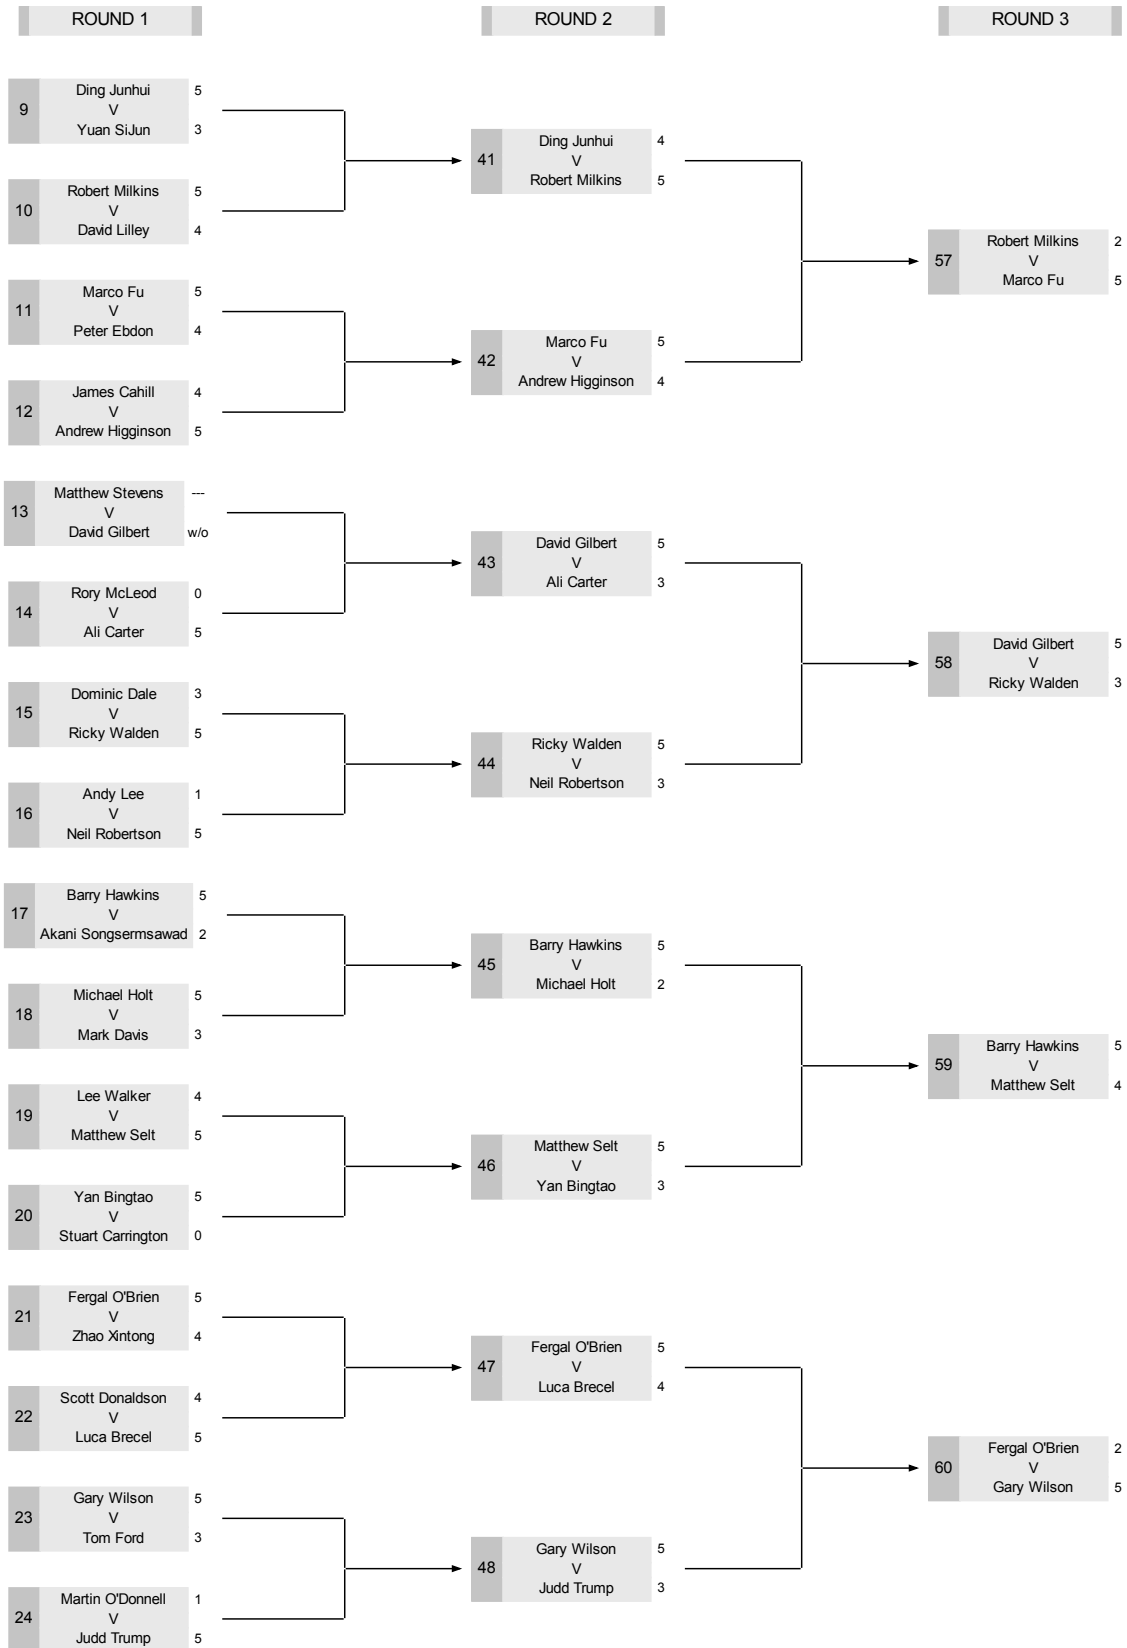 ROUND 1
ROUND 2
ROUND 3
9
Ding Junhui 5
V
Yuan SiJun 3
10
Robert Milkins 5
V
David Lilley 4
11
Marco Fu 5
V
Peter Ebdon 4
12
James Cahill 4
V
Andrew Higginson 5
13
Matthew Stevens ---
V
David Gilbert w/o
14
Rory McLeod 0
V
Ali Carter 5
15
Dominic Dale 3
V
Ricky Walden 5
16
Andy Lee 1
V
Neil Robertson 5
17
Barry Hawkins 5
V
Akani Songsermsawad 2
18
Michael Holt 5
V
Mark Davis 3
19
Lee Walker 4
V
Matthew Selt 5
20
Yan Bingtao 5
V
Stuart Carrington 0
21
Fergal O'Brien 5
V
Zhao Xintong 4
22
Scott Donaldson 4
V
Luca Brecel 5
23
Gary Wilson 5
V
Tom Ford 3
24
Martin O'Donnell 1
V
Judd Trump 5
41
Ding Junhui 4
V
Robert Milkins 5
42
Marco Fu 5
V
Andrew Higginson 4
43
David Gilbert 5
V
Ali Carter 3
44
Ricky Walden 5
V
Neil Robertson 3
45
Barry Hawkins 5
V
Michael Holt 2
46
Matthew Selt 5
V
Yan Bingtao 3
47
Fergal O'Brien 5
V
Luca Brecel 4
48
Gary Wilson 5
V
Judd Trump 3
57
Robert Milkins 2
V
Marco Fu 5
58
David Gilbert 5
V
Ricky Walden 3
59
Barry Hawkins 5
V
Matthew Selt 4
60
Fergal O'Brien 2
V
Gary Wilson 5